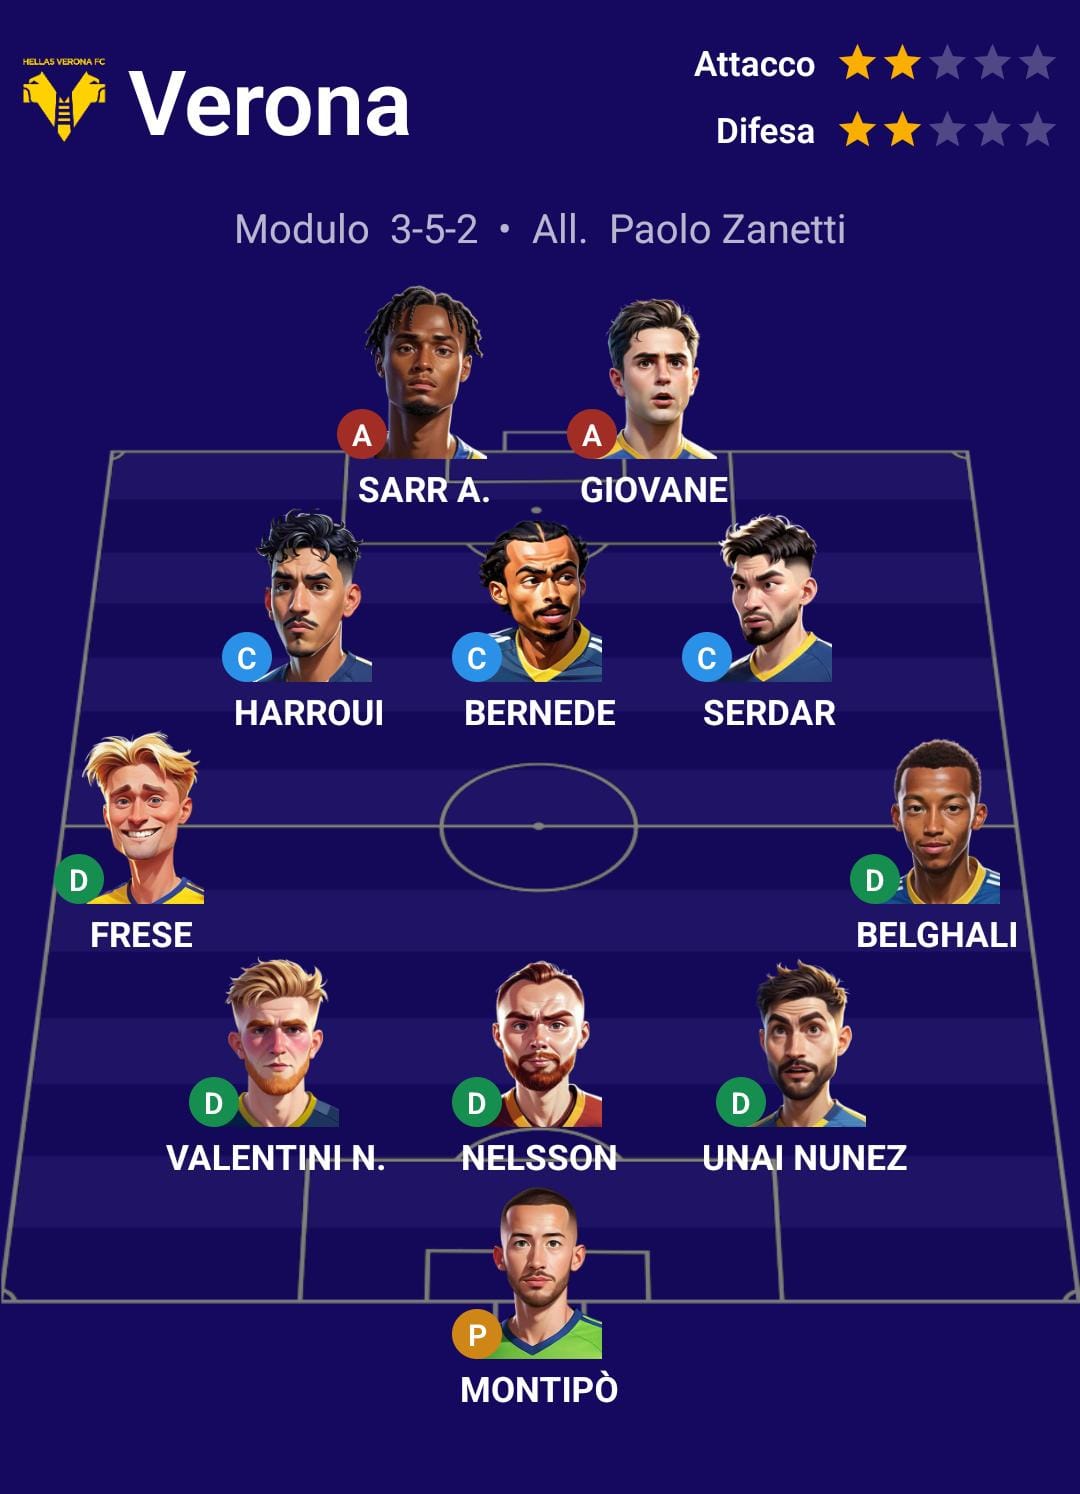 HELLAS VERONA FC
Verona
Attacco
Difesa
Modulo 3-5-2 • All. Paolo Zanetti
A A
SARR A. GIOVANE
C C C
HARROUI BERNEDE SERDAR
D D
FRESE BELGHALI
D D D
VALENTINI N. NELSSON UNAI NUNEZ
P
MONTIPÒ